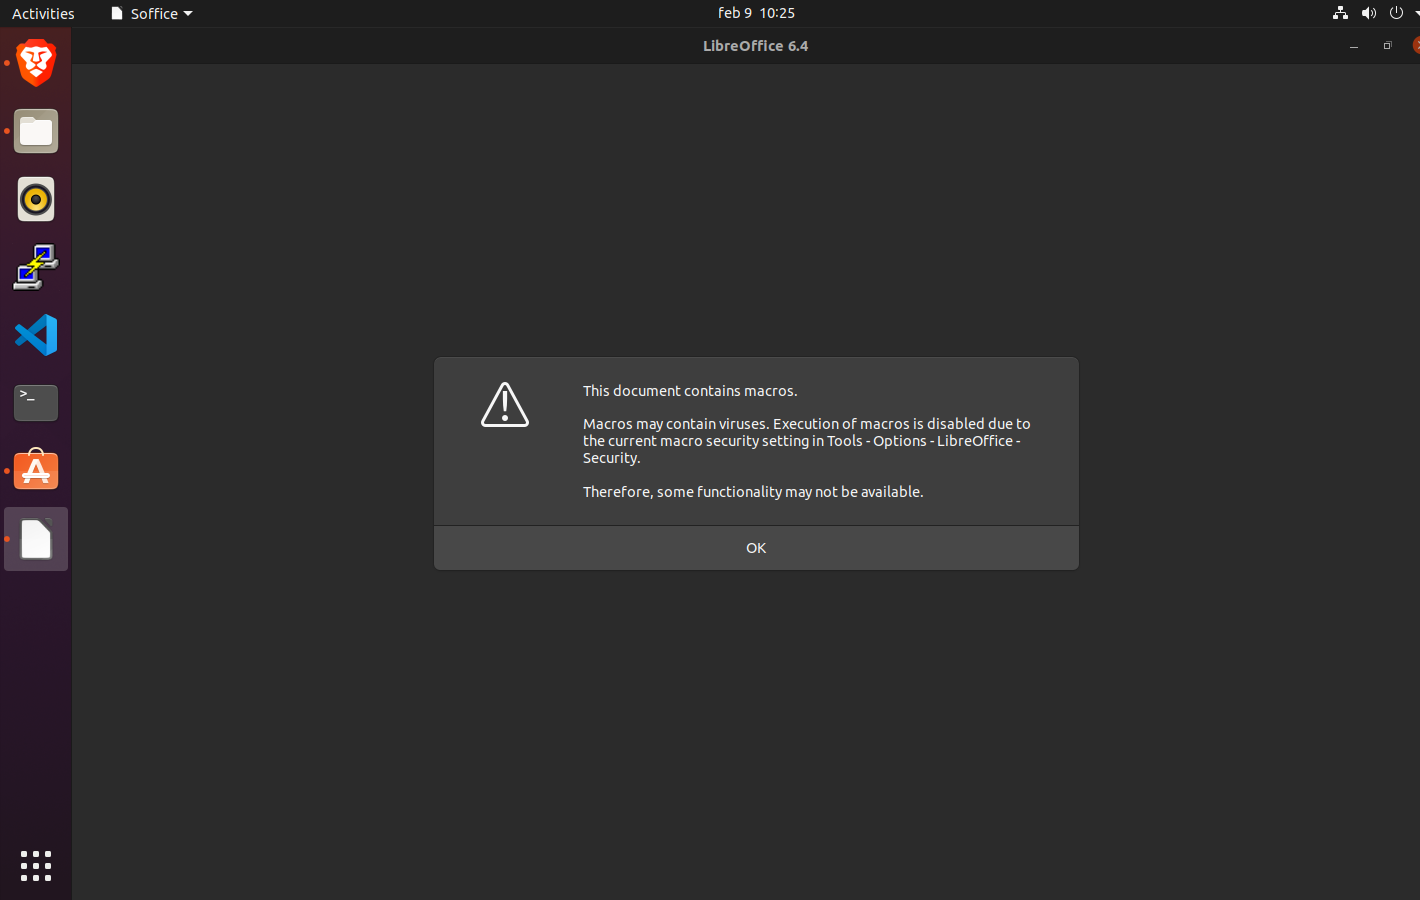 Activities
Soffice
feb 9 10:25
LibreOffice 6.4
>_
This document contains macros.
Macros may contain viruses. Execution of macros is disabled due to
the current macro security setting in Tools - Options - LibreOffice -
Security.
Therefore, some functionality may not be available.
OK